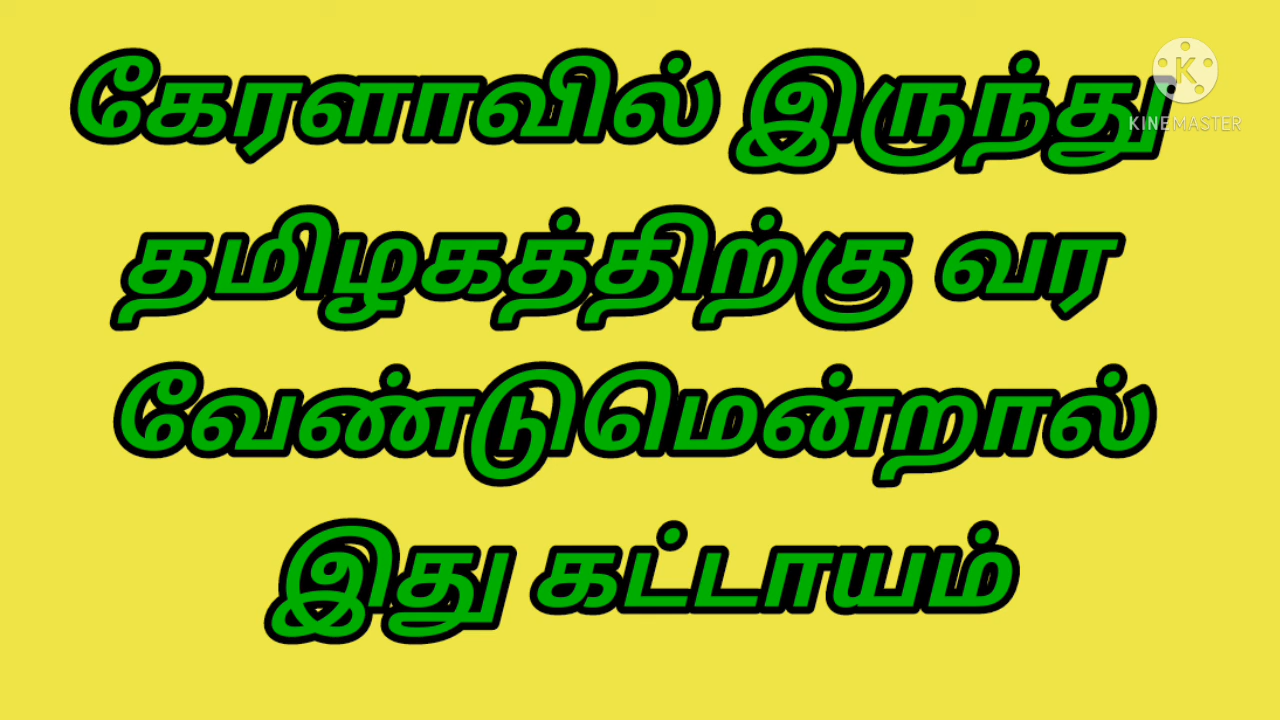 கேரளாவில் இருந்து
KINEMASTER
தமிழகத்திற்கு வர
வேண்டுமென்றால்
இது கட்டாயம்